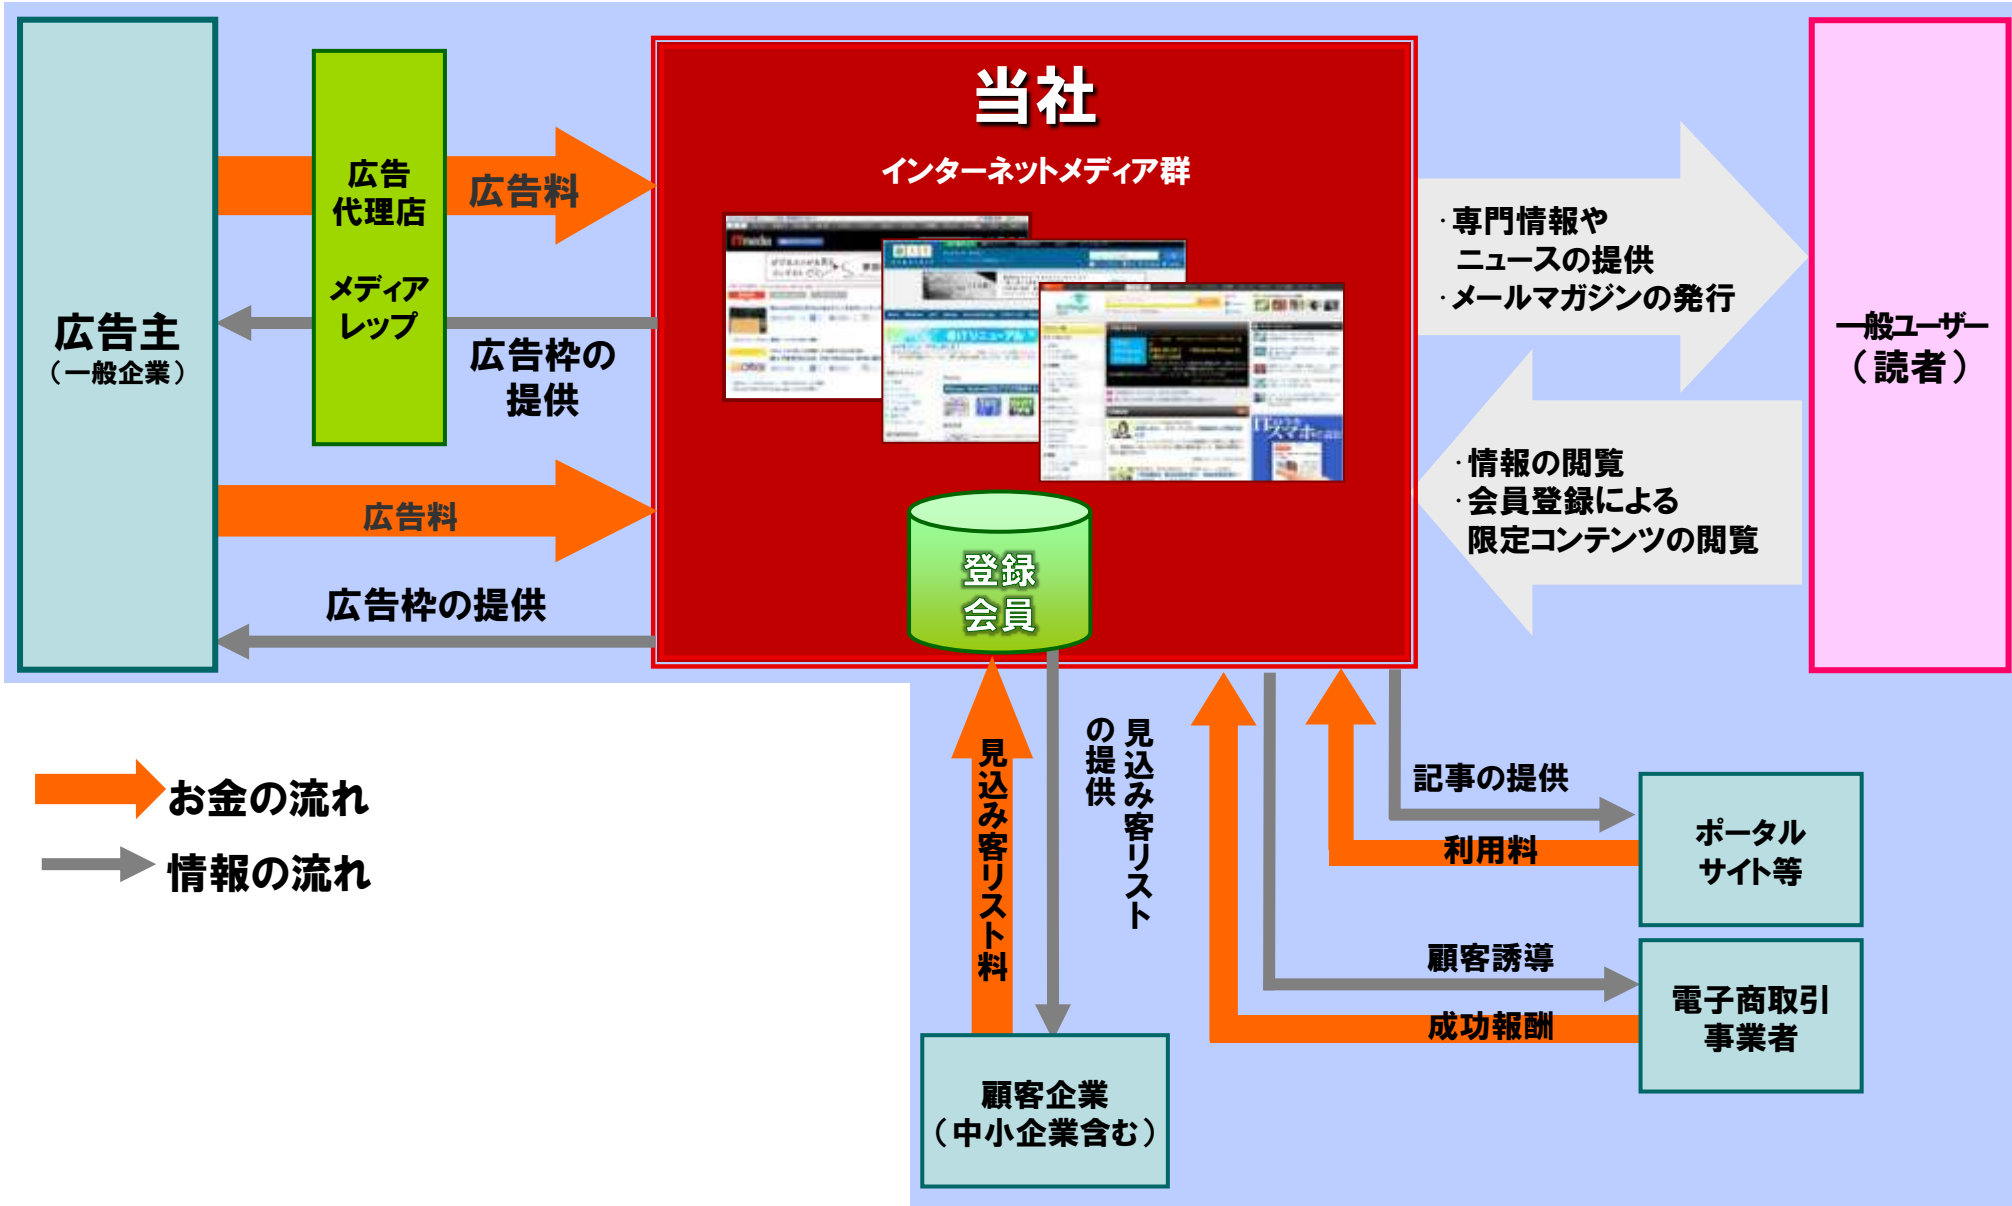 広告主
（一般企業）
広告
代理店
メディア
レップ
広告料
広告枠の
提供
広告料
広告枠の提供
当社
インターネットメディア群
登録
会員
・専門情報や
ニュースの提供
・メールマガジンの発行
・情報の閲覧
・会員登録による
限定コンテンツの閲覧
一般ユーザー
（読者）
お金の流れ
情報の流れ
見込み客リスト料
見込み客リスト
の提供
顧客企業
（中小企業含む）
記事の提供
利用料
ポータル
サイト等
顧客誘導
成功報酬
電子商取引
事業者